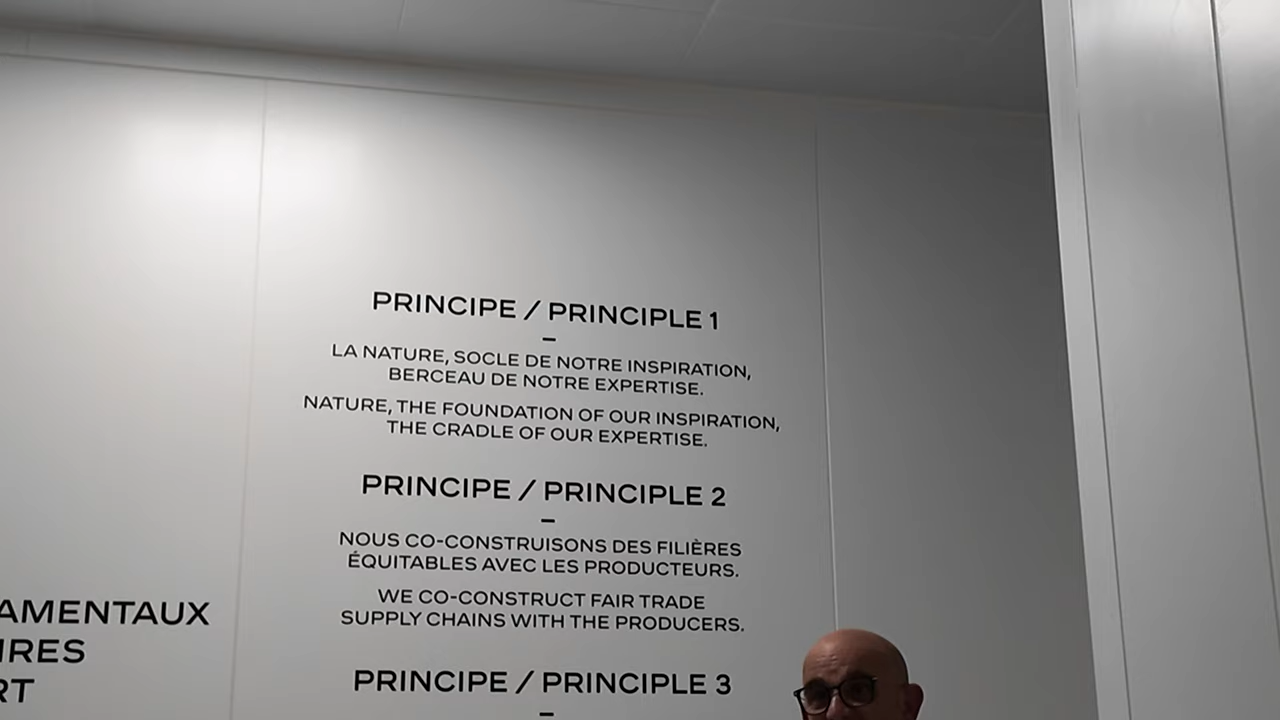 PRINCIPE / PRINCIPLE 1
–
LA NATURE, SOCLE DE NOTRE INSPIRATION,
BERCEAU DE NOTRE EXPERTISE.
NATURE, THE FOUNDATION OF OUR INSPIRATION,
THE CRADLE OF OUR EXPERTISE.
PRINCIPE / PRINCIPLE 2
–
NOUS CO-CONSTRUISONS DES FILIÈRES
ÉQUITABLES AVEC LES PRODUCTEURS.
WE CO-CONSTRUCT FAIR TRADE
SUPPLY CHAINS WITH THE PRODUCERS.
PRINCIPE / PRINCIPLE 3
–